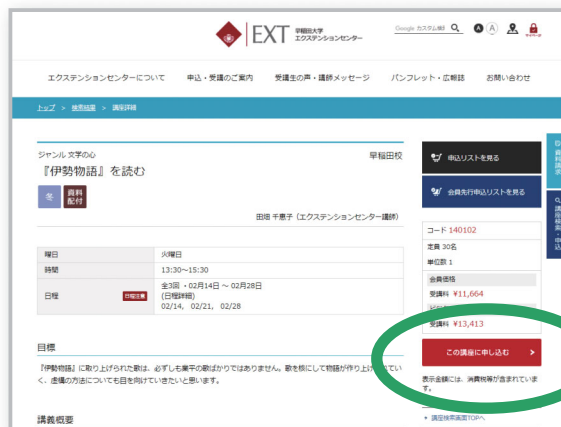 EXT 早稲田大学
エクステンションセンター
Google カスタム検索
A A
マイページ
エクステンションセンターについて 申込・受講のご案内 受講生の声・講師メッセージ パンフレット・広報誌 お問い合わせ
トップ > 検索結果 > 講座詳細
ジャンル 文学の心 早稲田校
『伊勢物語』を読む
冬 資料
配付
田畑 千恵子（エクステンションセンター講師）
曜日 火曜日
時間 13:30～15:30
日程 日程注意 全3回 ・02月14日 ～ 02月28日
(日程詳細)
02/14, 02/21, 02/28
目標
『伊勢物語』に取り上げられた歌は、必ずしも業平の歌ばかりではありません。歌を核にして物語が作り上げ
く、虚構の方法についても目を向けていきたいと思います。
講義概要
申込リストを見る
会員先行申込リストを見る
コード 140102
定員 30名
単位数 1
会員価格
受講料 ¥11,664
受講料 ¥13,413
この講座に申し込む >
表示金額には、消費税等が含まれていま
す。
講座検索画面TOPへ
資料請求
講座検索・申込